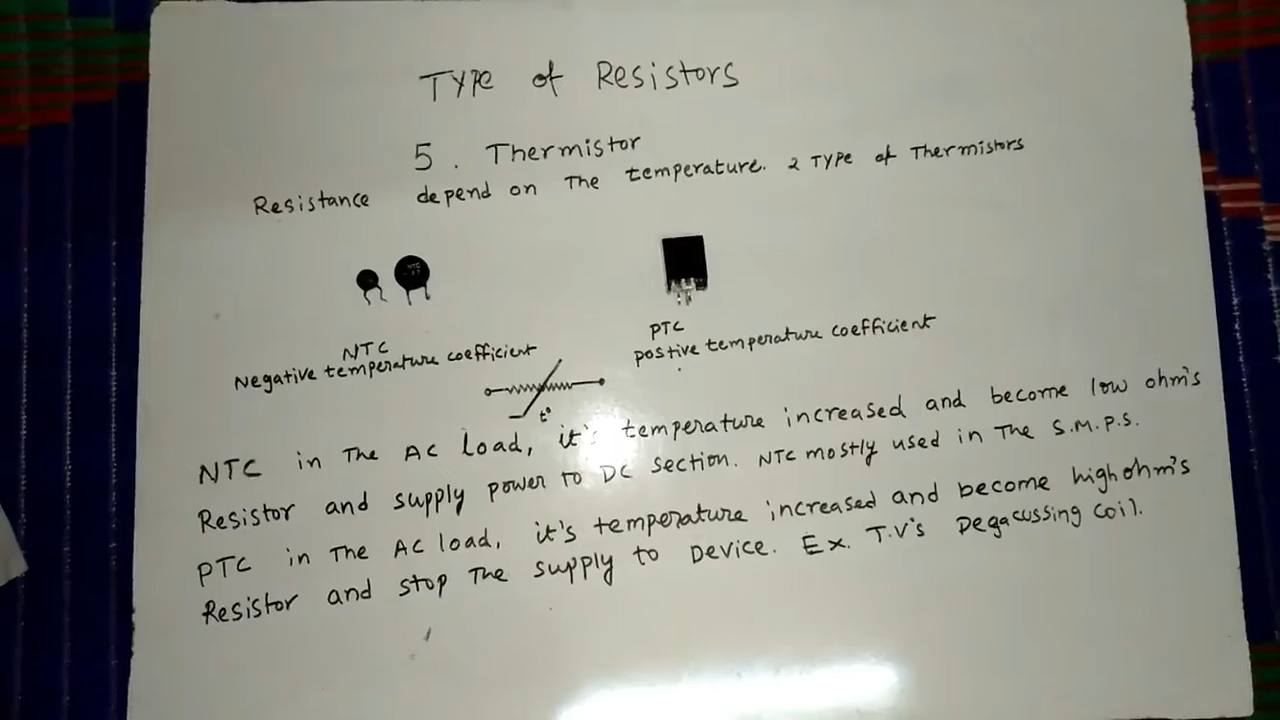 TYPE of Resistors
5. Thermistor
Resistance depend on The temperature. 2 TYPE of Thermistors
NTC
NTC
Negative temperature coefficient
PTC
postive temperature coefficient
t°
NTC in The AC load, it's temperature increased and become low ohm's
Resistor and supply power to DC section. NTC mostly used in The S.M.P.S.
PTC in The AC load, it's temperature increased and become high ohm's
Resistor and stop The supply to Device. Ex. T.V's Degacussing coil.